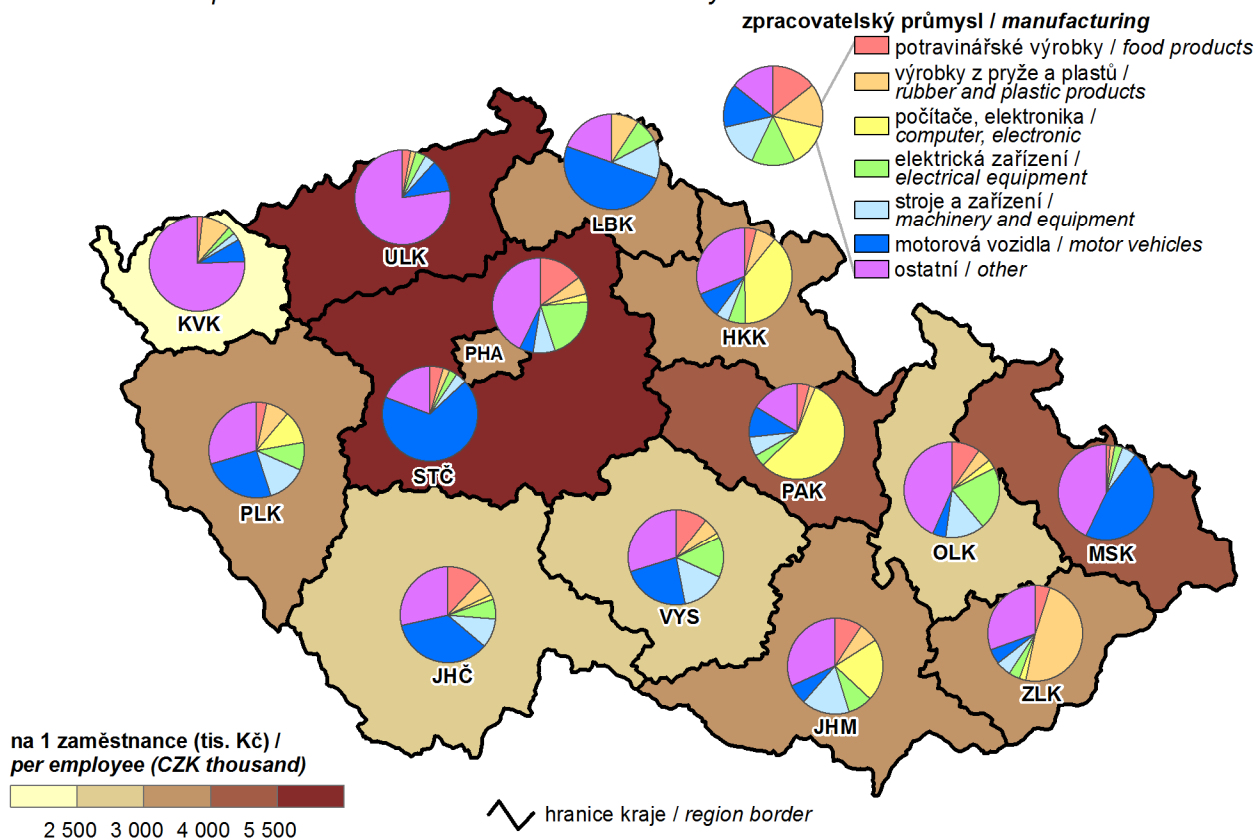 zpracovatelský průmysl / manufacturing
potravinářské výrobky / food products
výrobky z pryže a plastů /
rubber and plastic products
počítače, elektronika /
computer, electronic
elektrická zařízení /
electrical equipment
stroje a zařízení /
machinery and equipment
motorová vozidla / motor vehicles
ostatní / other
LBK
ULK
KVK
HKK
PHA
STČ
PAK
PLK
OLK
MSK
VYS
JHČ
ZLK
JHM
na 1 zaměstnance (tis. Kč) /
per employee (CZK thousand)
2 500 3 000 4 000 5 500
hranice kraje / region border